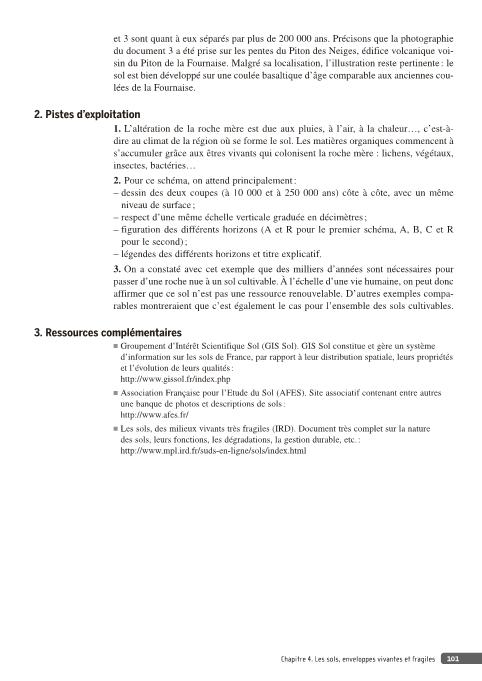 et 3 sont quant à eux séparés par plus de 200 000 ans. Précisons que la photographie
du document 3 a été prise sur les pentes du Piton des Neiges, édifice volcanique voi-
sin du Piton de la Fournaise. Malgré sa localisation, l’illustration reste pertinente : le
sol est bien développé sur une coulée basaltique d’âge comparable aux anciennes cou-
lées de la Fournaise.
2. Pistes d’exploitation
1. L’altération de la roche mère est due aux pluies, à l’air, à la chaleur…, c’est-à-
dire au climat de la région où se forme le sol. Les matières organiques commencent à
s’accumuler grâce aux êtres vivants qui colonisent la roche mère : lichens, végétaux,
insectes, bactéries…
2. Pour ce schéma, on attend principalement :
– dessin des deux coupes (à 10 000 et à 250 000 ans) côte à côte, avec un même
niveau de surface ;
– respect d’une même échelle verticale graduée en décimètres ;
– figuration des différents horizons (A et R pour le premier schéma, A, B, C et R
pour le second) ;
– légendes des différents horizons et titre explicatif.
3. On a constaté avec cet exemple que des milliers d’années sont nécessaires pour
passer d’une roche nue à un sol cultivable. À l’échelle d’une vie humaine, on peut donc
affirmer que ce sol n’est pas une ressource renouvelable. D’autres exemples compa-
rables montreraient que c’est également le cas pour l’ensemble des sols cultivables.
3. Ressources complémentaires
■ Groupement d’Intérêt Scientifique Sol (GIS Sol). GIS Sol constitue et gère un système
d’information sur les sols de France, par rapport à leur distribution spatiale, leurs propriétés
et l’évolution de leurs qualités :
http://www.gissol.fr/index.php
■ Association Française pour l’Etude du Sol (AFES). Site associatif contenant entre autres
une banque de photos et descriptions de sols :
http://www.afes.fr/
■ Les sols, des milieux vivants très fragiles (IRD). Document très complet sur la nature
des sols, leurs fonctions, les dégradations, la gestion durable, etc. :
http://www.mpl.ird.fr/suds-en-ligne/sols/index.html
Chapitre 4. Les sols, enveloppes vivantes et fragiles 101